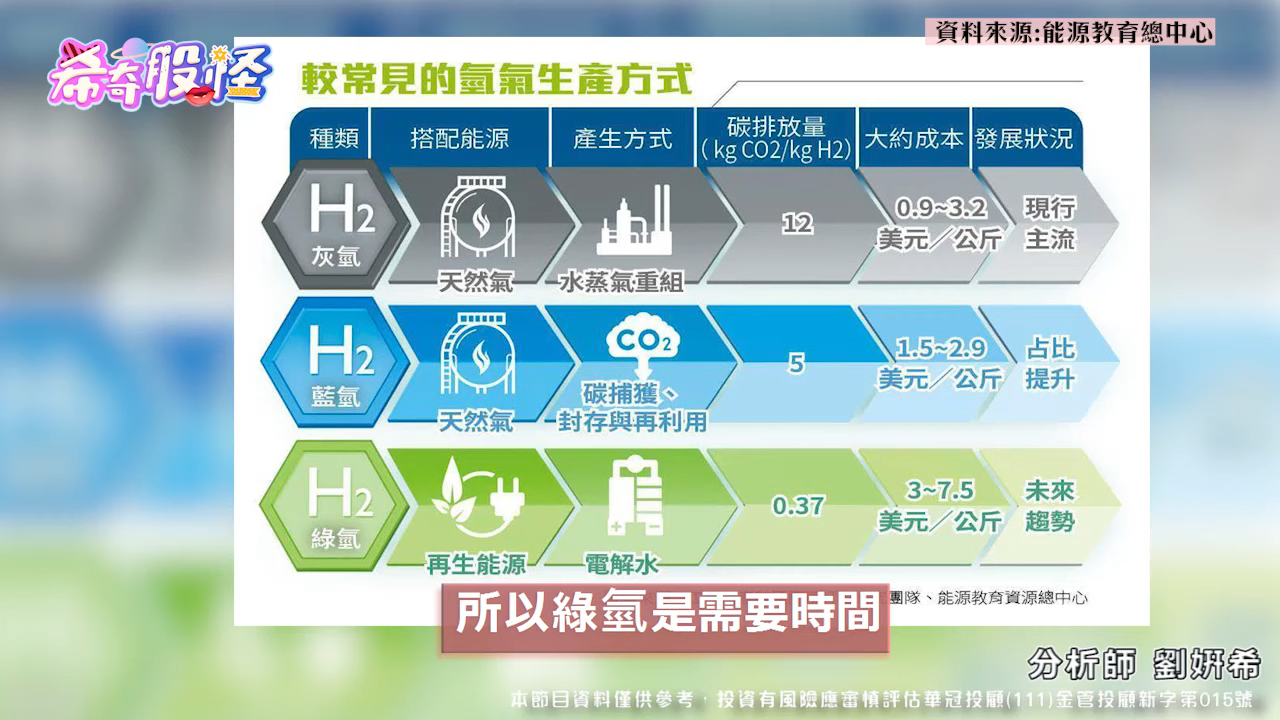 資料來源:能源教育總中心
希奇股怪
較常見的氫氣生產方式
種類 搭配能源 產生方式 碳排放量 大約成本 發展狀況
( kg CO2/kg H2)
H2 灰氫
天然氣
水蒸氣重組
12
0.9~3.2
美元／公斤
現行
主流
H2 藍氫
天然氣
CO2
碳捕獲、
封存與再利用
5
1.5~2.9
美元／公斤
占比
提升
H2 綠氫
再生能源
電解水
0.37
3~7.5
美元／公斤
未來
趨勢
團隊、能源教育資源總中心
所以綠氫是需要時間
分析師 劉妍希
本節目資料僅供參考，投資有風險應審慎評估華冠投顧(111)金管投顧新字第015號